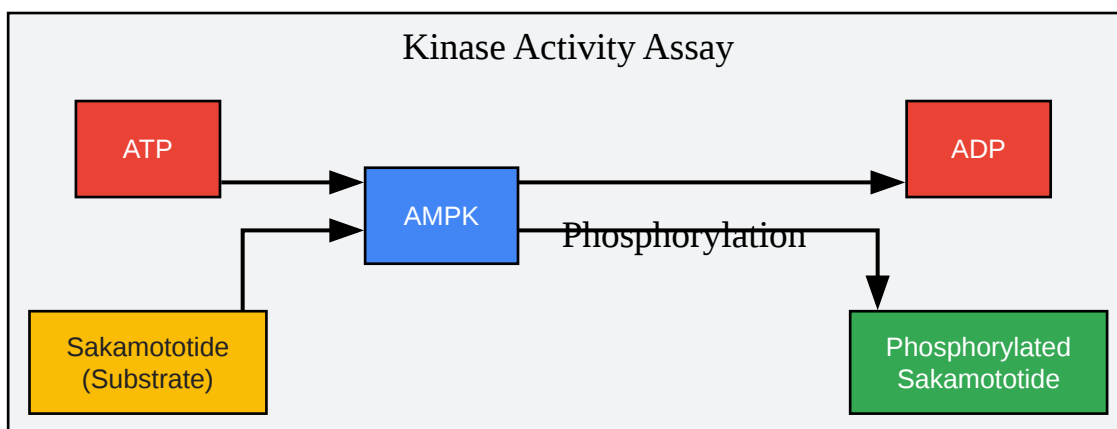 Kinase Activity Assay
ATP
ADP
AMPK
Phosphorylation
Sakamototide
(Substrate)
Phosphorylated
Sakamototide